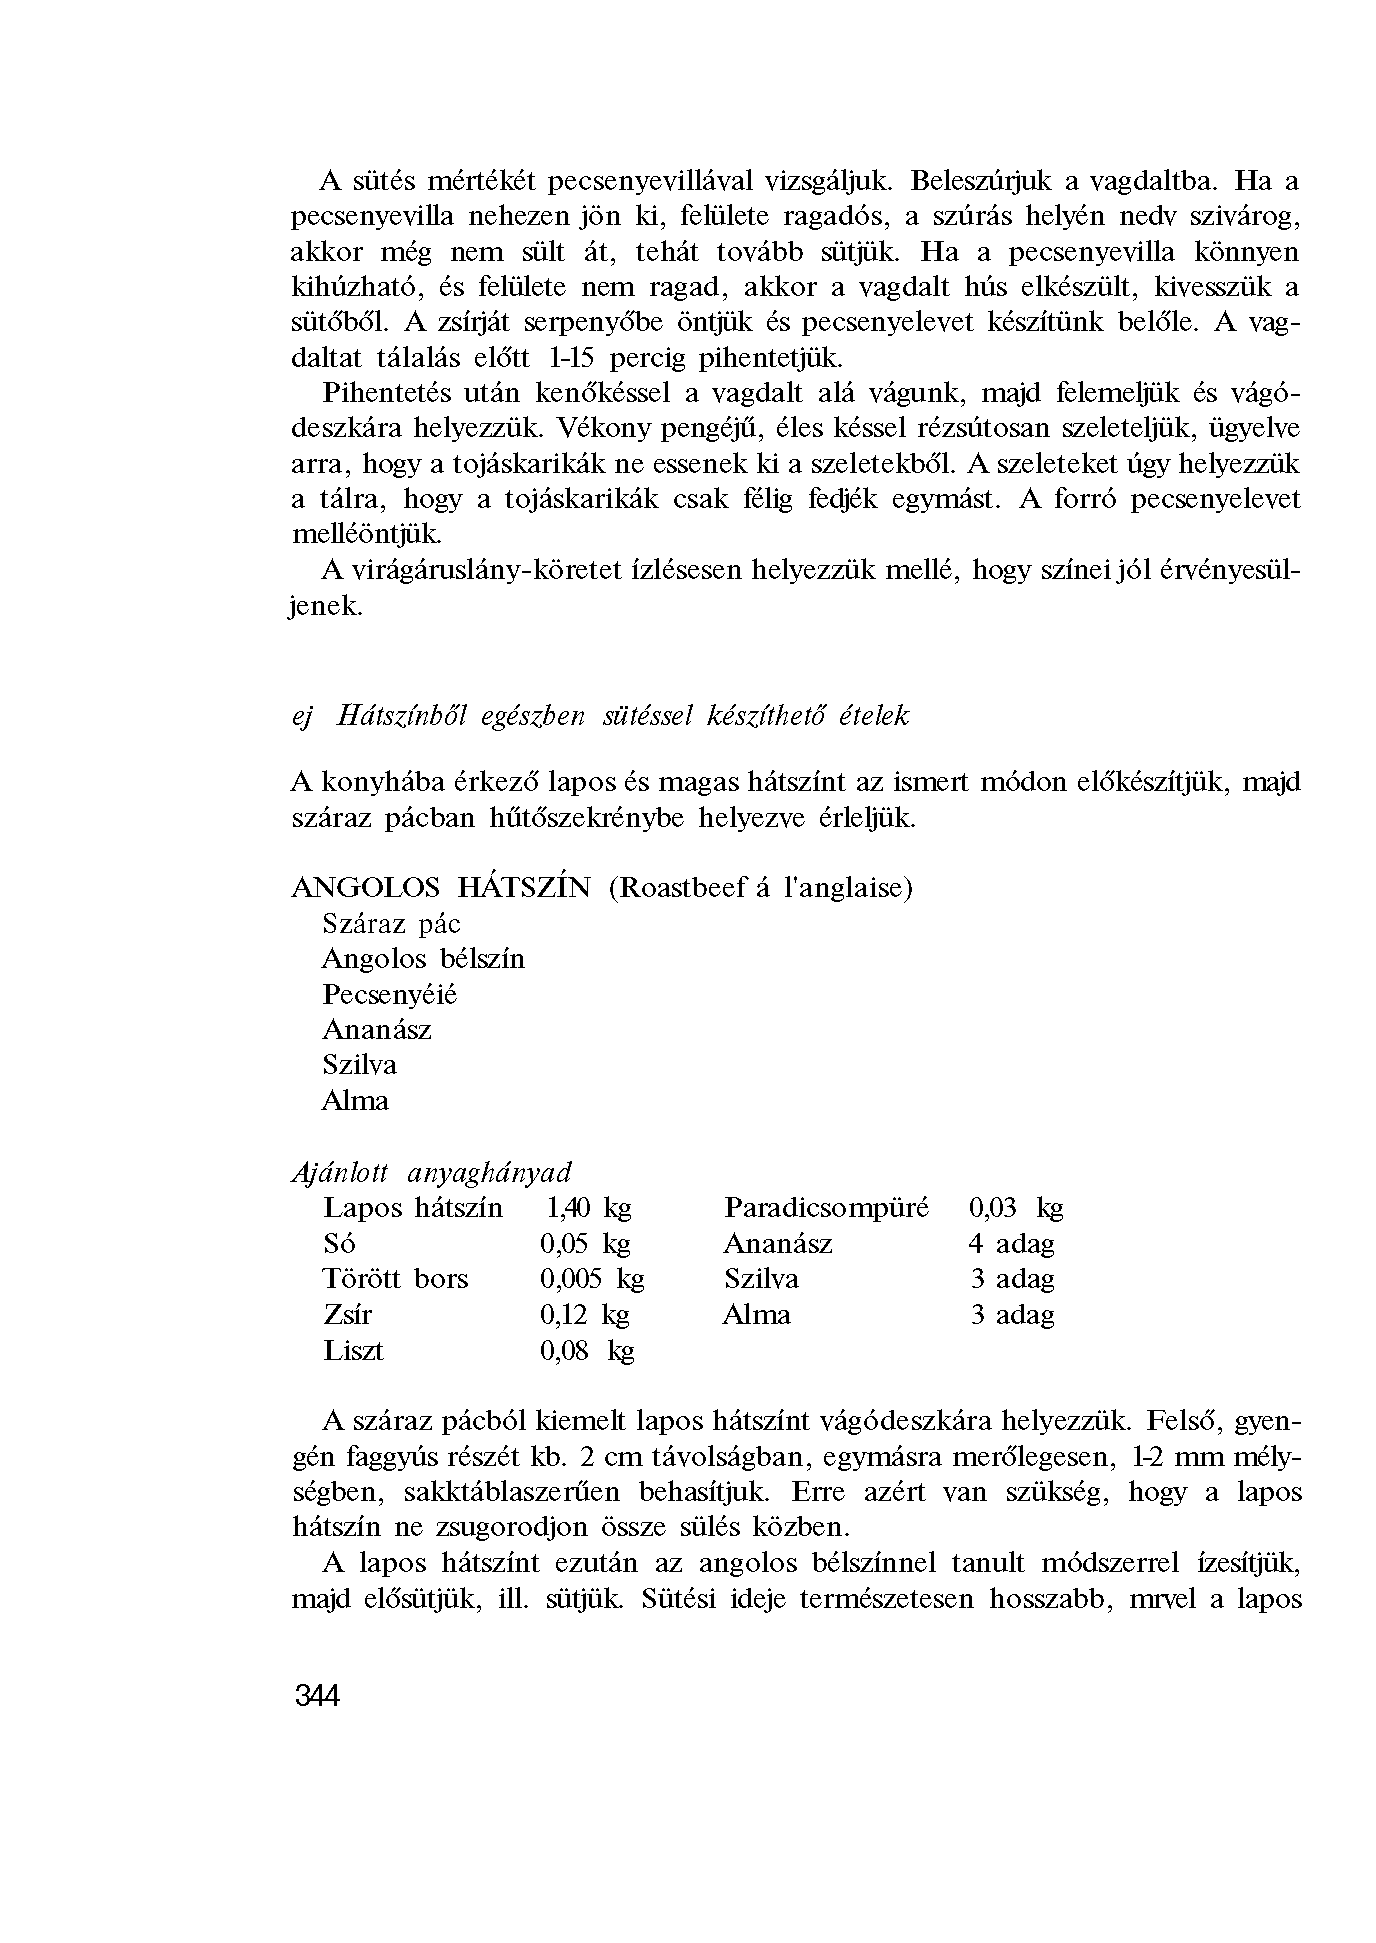 A sütés mértékét pecsenyevillával vizsgáljuk. Beleszúrjuk a vagdaltba. Ha a
pecsenyevilla nehezen jön ki, felülete ragadós, a szúrás helyén nedv szivárog,
akkor még nem sült át, tehát tovább sütjük. Ha a pecsenyevilla könnyen
kihúzható, és felülete nem ragad, akkor a vagdalt hús elkészült, kivesszük a
sütőből. A zsírját serpenyőbe öntjük és pecsenyelevet készítünk belőle. A vag-
daltat tálalás előtt 1-15 percig pihentetjük.
Pihentetés után kenőkéssel a vagdalt alá vágunk, majd felemeljük és vágó-
deszkára helyezzük. Vékony pengéjű, éles késsel rézsútosan szeleteljük, ügyelve
arra, hogy a tojáskarikák ne essenek ki a szeletekből. A szeleteket úgy helyezzük
a tálra, hogy a tojáskarikák csak félig fedjék egymást. A forró pecsenyelevet
melléöntjük.
A virágáruslány-köretet ízlésesen helyezzük mellé, hogy színei jól érvényesül-
jenek.
ej Hátszínből egészben sütéssel készíthető ételek
A konyhába érkező lapos és magas hátszínt az ismert módon előkészítjük, majd
száraz pácban hűtőszekrénybe helyezve érleljük.
ANGOLOS HÁTSZÍN (Roastbeef á l'anglaise)
Száraz pác
Angolos bélszín
Pecsenyéié
Ananász
Szilva
Alma
Ajánlott anyaghányad
Lapos hátszín 1,40 kg Paradicsompüré 0,03 kg
Só 0,05 kg Ananász 4 adag
Törött bors 0,005 kg Szilva 3 adag
Zsír 0,12 kg Alma 3 adag
Liszt 0,08 kg
A száraz pácból kiemelt lapos hátszínt vágódeszkára helyezzük. Felső, gyen-
gén faggyús részét kb. 2 cm távolságban, egymásra merőlegesen, 1-2 mm mély-
ségben, sakktáblaszerűen behasítjuk. Erre azért van szükség, hogy a lapos
hátszín ne zsugorodjon össze sülés közben.
A lapos hátszínt ezután az angolos bélszínnel tanult módszerrel ízesítjük,
majd elősütjük, ill. sütjük. Sütési ideje természetesen hosszabb, mrvel a lapos
344